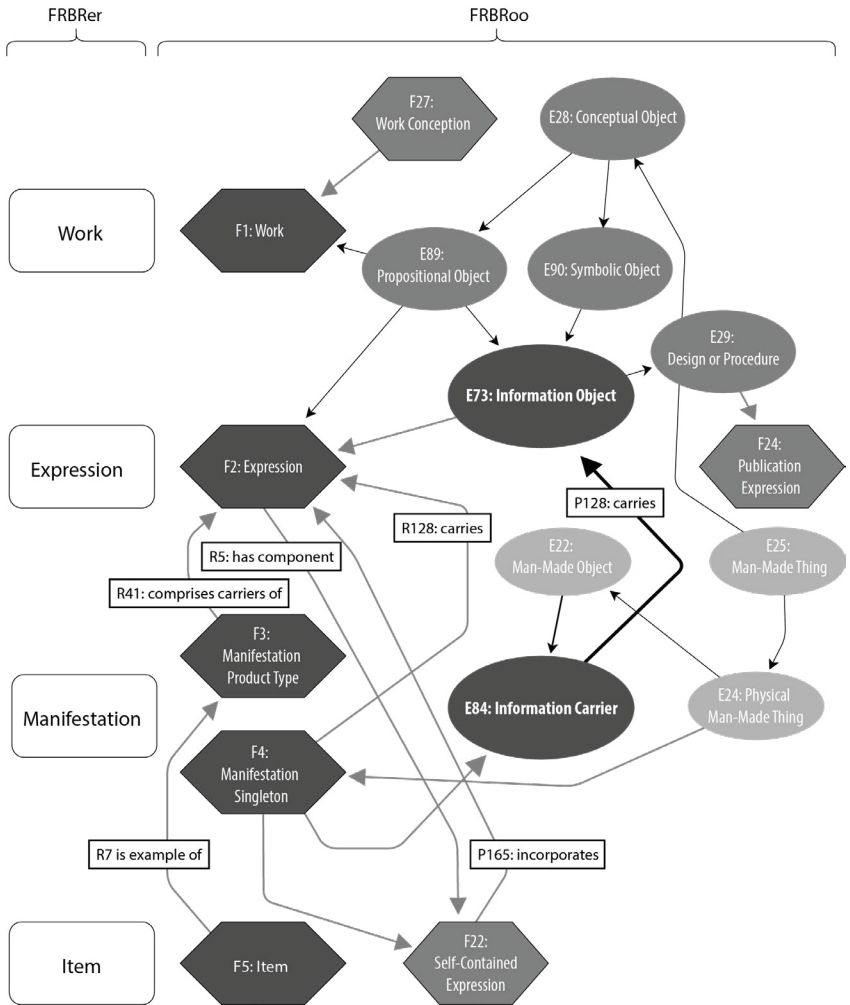 FRBRer
FRBRoo
F27:
Work Conception
E28: Conceptual Object
Work
F1: Work
E89:
Propositional Object
E90: Symbolic Object
E29:
Design or Procedure
E73: Information Object
Expression
F2: Expression
F24:
Publication
Expression
P128: carries
R128: carries
R5: has component
E22:
Man-Made Object
E25:
Man-Made Thing
R41: comprises carriers of
F3:
Manifestation
Product Type
Manifestation
E84: Information Carrier
E24: Physical
Man-Made Thing
F4:
Manifestation
Singleton
R7 is example of
P165: incorporates
Item
F5: Item
F22:
Self-Contained
Expression